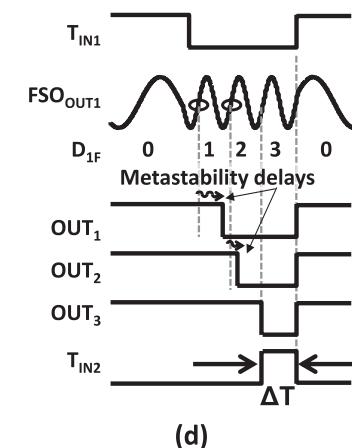 T_IN1
FSO_OUT1
D_1F 0 1 2 3 0
Metastability delays
OUT_1
OUT_2
OUT_3
T_IN2
ΔT
(d)